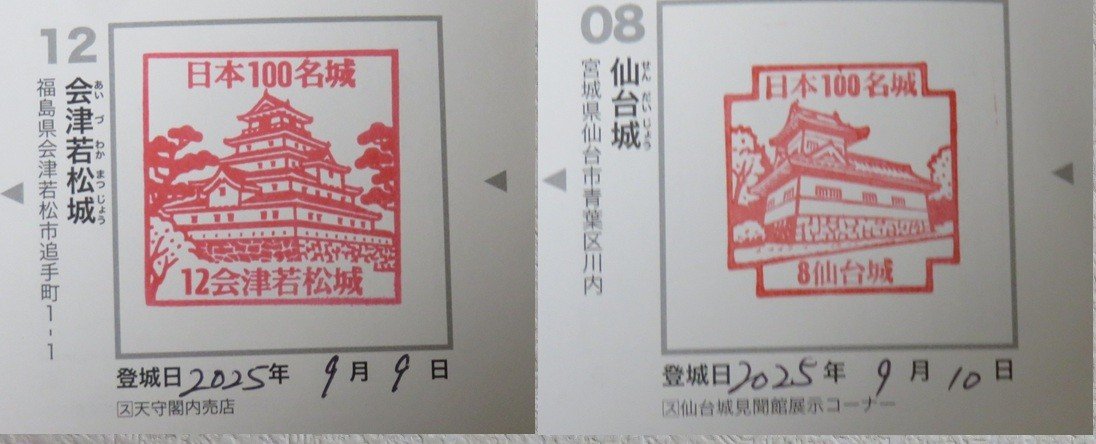 12
会津若松城
あいづわかまつじょう
福島県会津若松市追手町1-1
日本100名城
12会津若松城
登城日2025年 9月 9日
ス天守閣内売店
08
仙台城
せんだいじょう
宮城県仙台市青葉区川内
日本100名城
8仙台城
登城日2025年 9月 10日
ス仙台城見聞館展示コーナー